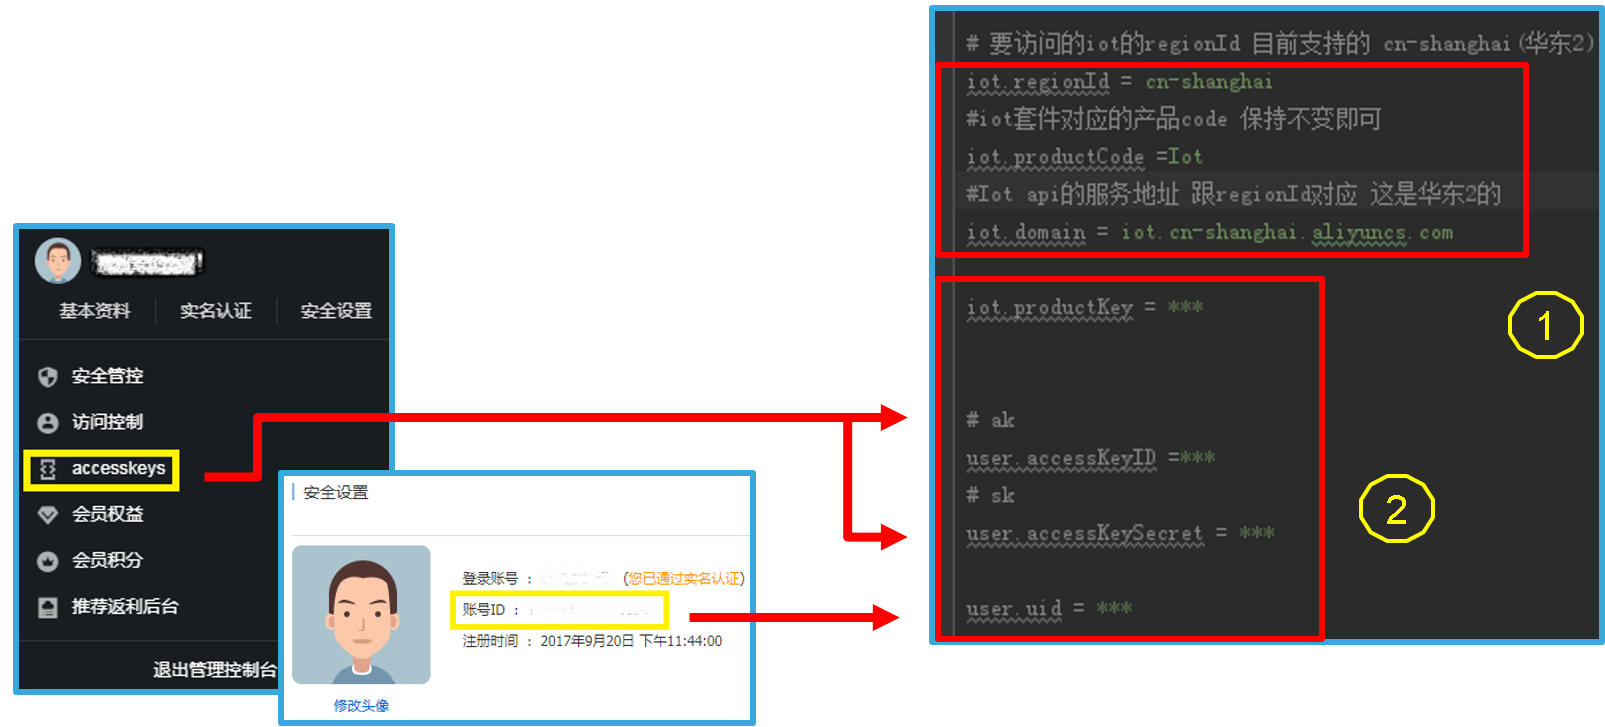 基本资料
实名认证
安全设置
安全管控
访问控制
accesskeys
会员权益
会员积分
推荐返利后台
退出管理控制台
安全设置
登录账号 : (您已通过实名认证)
账号ID :
注册时间 : 2017年9月20日 下午11:44:00
修改头像
# 要访问的iot的regionId 目前支持的 cn-shanghai(华东2)
iot.regionId = cn-shanghai
#iot套件对应的产品code 保持不变即可
iot.productCode =Iot
#Iot api的服务地址 跟regionId对应 这是华东2的
iot.domain = iot.cn-shanghai.aliyuncs.com
iot.productKey = ***
# ak
user.accessKeyID =***
# sk
user.accessKeySecret = ***
user.uid = ***
1
2